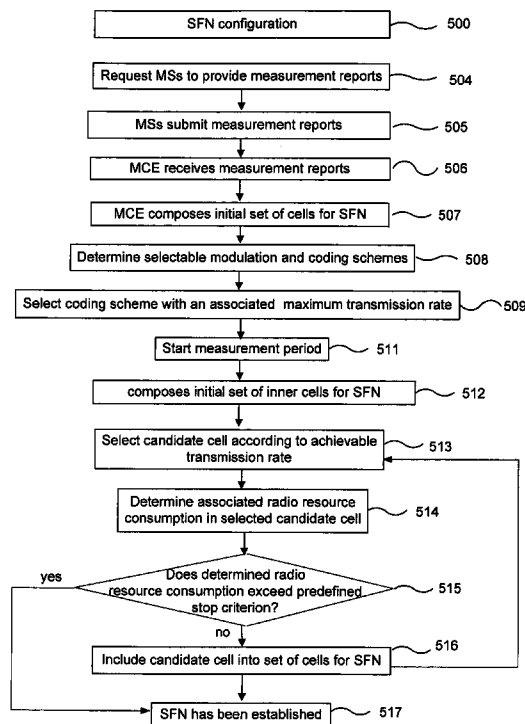 SFN configuration
500
Request MSs to provide measurement reports
504
MSs submit measurement reports
505
MCE receives measurement reports
506
MCE composes initial set of cells for SFN
507
Determine selectable modulation and coding schemes
508
Select coding scheme with an associated maximum transmission rate
509
Start measurement period
511
composes initial set of inner cells for SFN
512
Select candidate cell according to achievable
transmission rate
513
Determine associated radio resource
consumption in selected candidate cell
514
yes
Does determined radio
resource consumption exceed predefined
stop criterion?
515
no
Include candidate cell into set of cells for SFN
516
SFN has been established
517